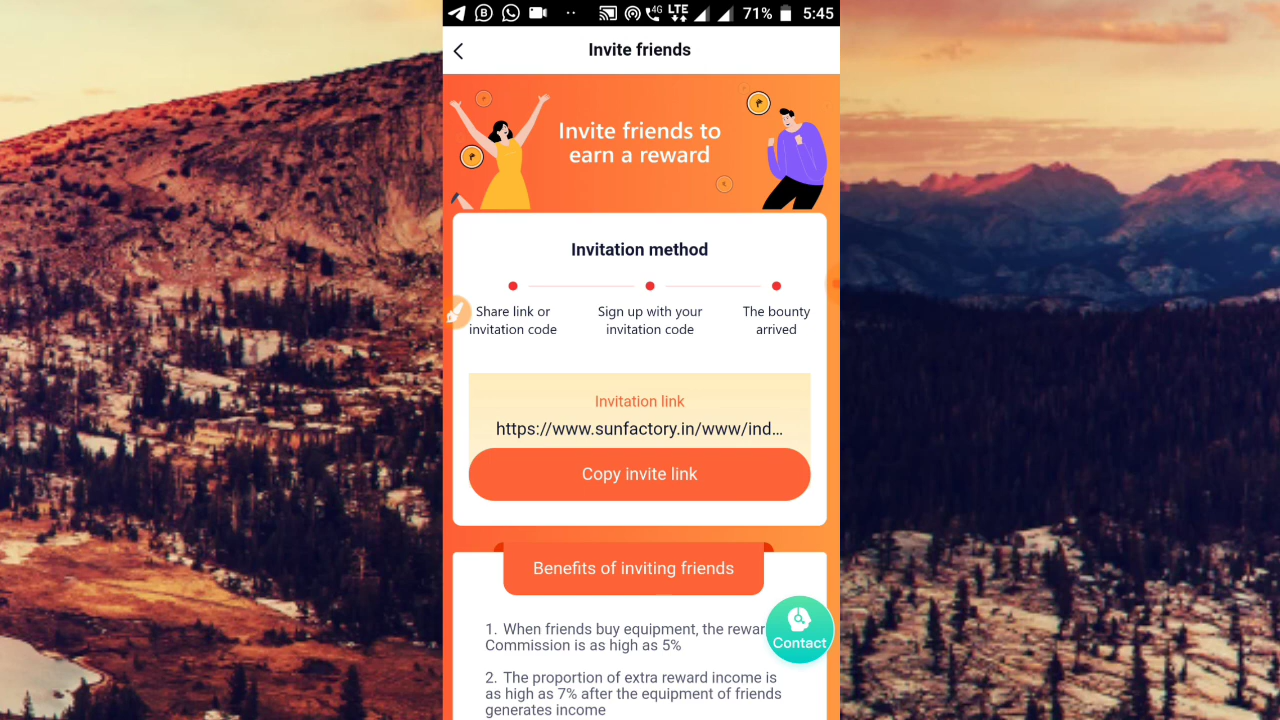 4G LTE 71% 5:45
Invite friends
Invite friends to
earn a reward
Invitation method
Share link or
invitation code
Sign up with your
invitation code
The bounty
arrived
Invitation link
https://www.sunfactory.in/www/ind...
Copy invite link
Benefits of inviting friends
1. When friends buy equipment, the rewar
Commission is as high as 5%
Contact
2. The proportion of extra reward income is
as high as 7% after the equipment of friends
generates income